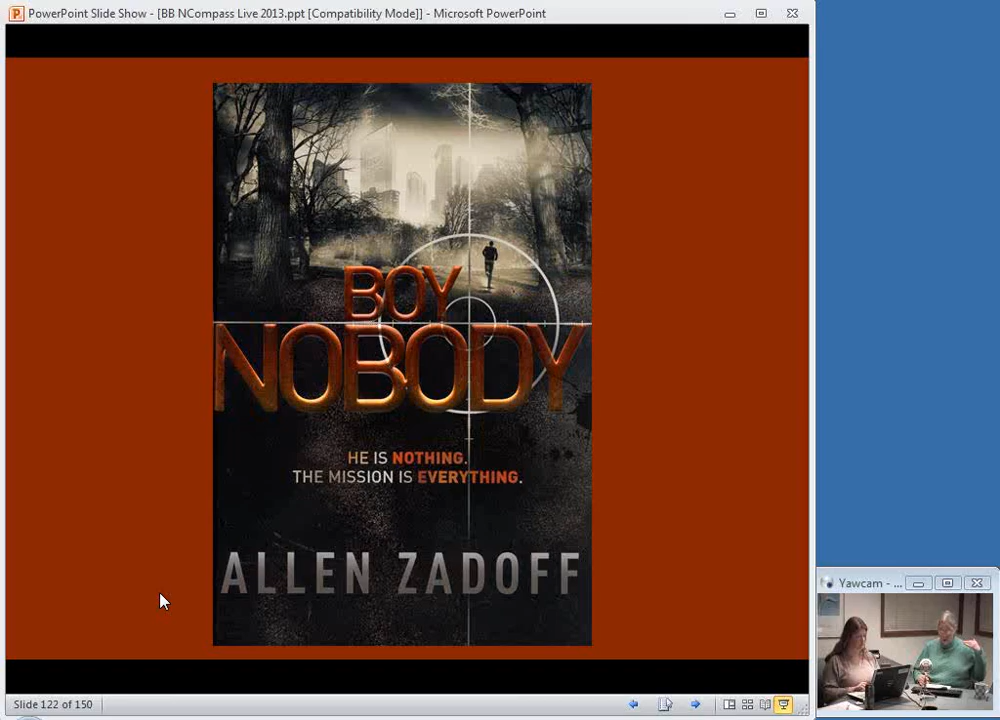 PowerPoint Slide Show - [BB NCompass Live 2013.ppt [Compatibility Mode]] - Microsoft PowerPoint
BOY
NOBODY
HE IS NOTHING.
THE MISSION IS EVERYTHING.
ALLEN ZADOFF
Yawcam - ...
Slide 122 of 150